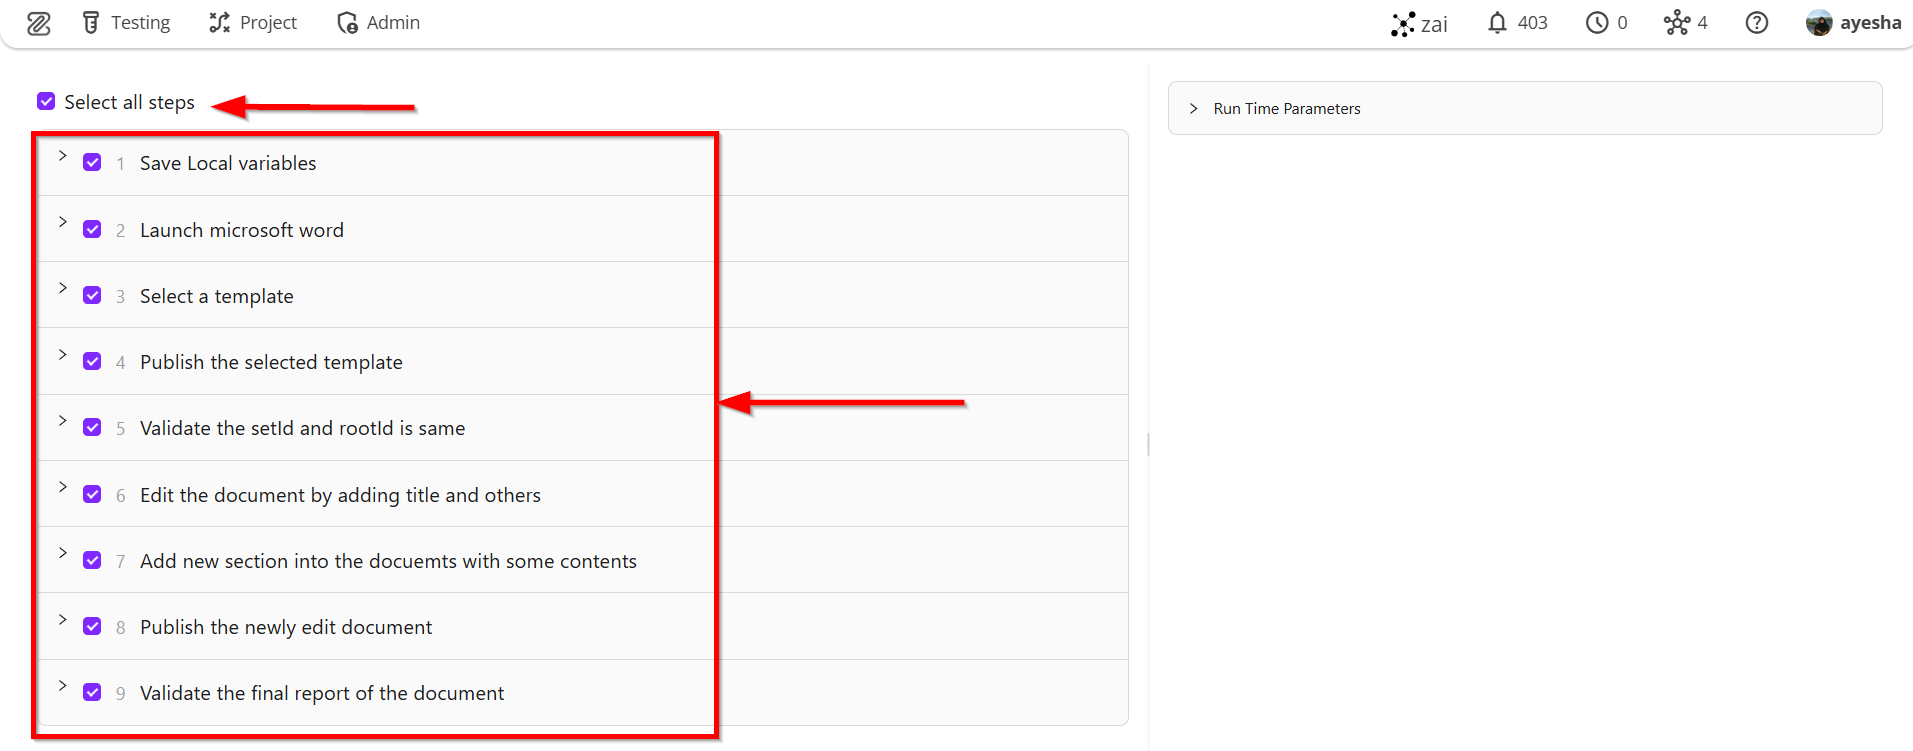 Testing Project Admin zai 403 0 4 ayesha
Select all steps
Run Time Parameters
1 Save Local variables
2 Launch microsoft word
3 Select a template
4 Publish the selected template
5 Validate the setId and rootId is same
6 Edit the document by adding title and others
7 Add new section into the docuemts with some contents
8 Publish the newly edit document
9 Validate the final report of the document